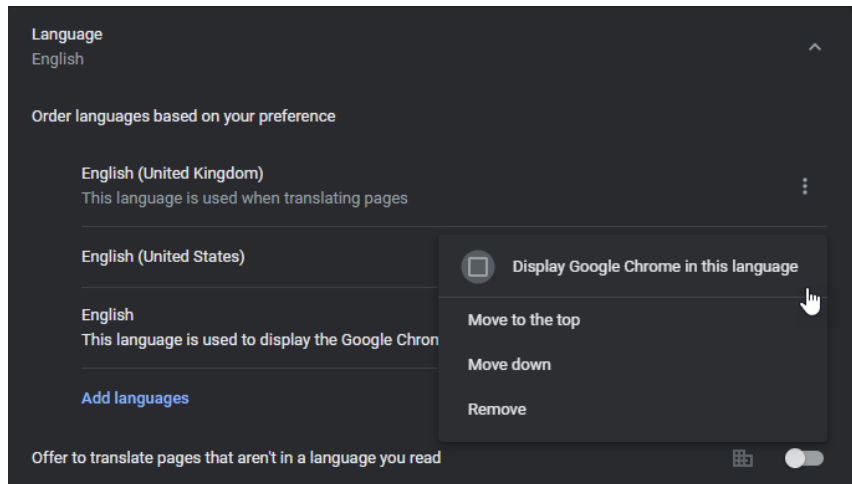 Language
English
Order languages based on your preference
English (United Kingdom)
This language is used when translating pages
English (United States)
Display Google Chrome in this language
English
This language is used to display the Google
Move to the top
Move down
Add languages
Remove
Offer to translate pages that aren't in a language you read